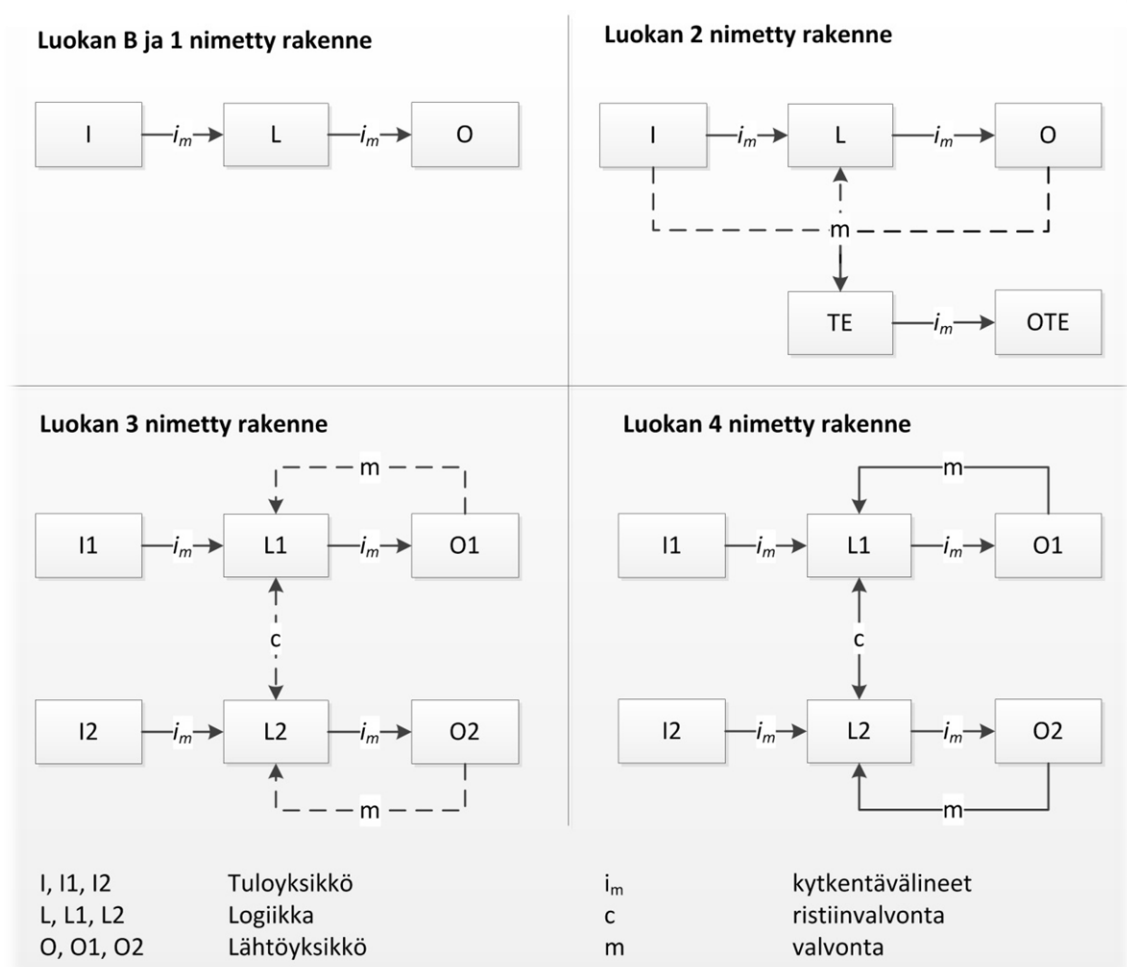 Luokan B ja 1 nimetty rakenne
I im L im O
Luokan 2 nimetty rakenne
I im L im O
m
TE im OTE
Luokan 3 nimetty rakenne
m
I1 im L1 im O1
c
I2 im L2 im O2
m
Luokan 4 nimetty rakenne
m
I1 im L1 im O1
c
I2 im L2 im O2
m
I, I1, I2 Tuloyksikkö
L, L1, L2 Logiikka
O, O1, O2 Lähtöyksikkö
im kytkentävälineet
c ristiinvalvonta
m valvonta